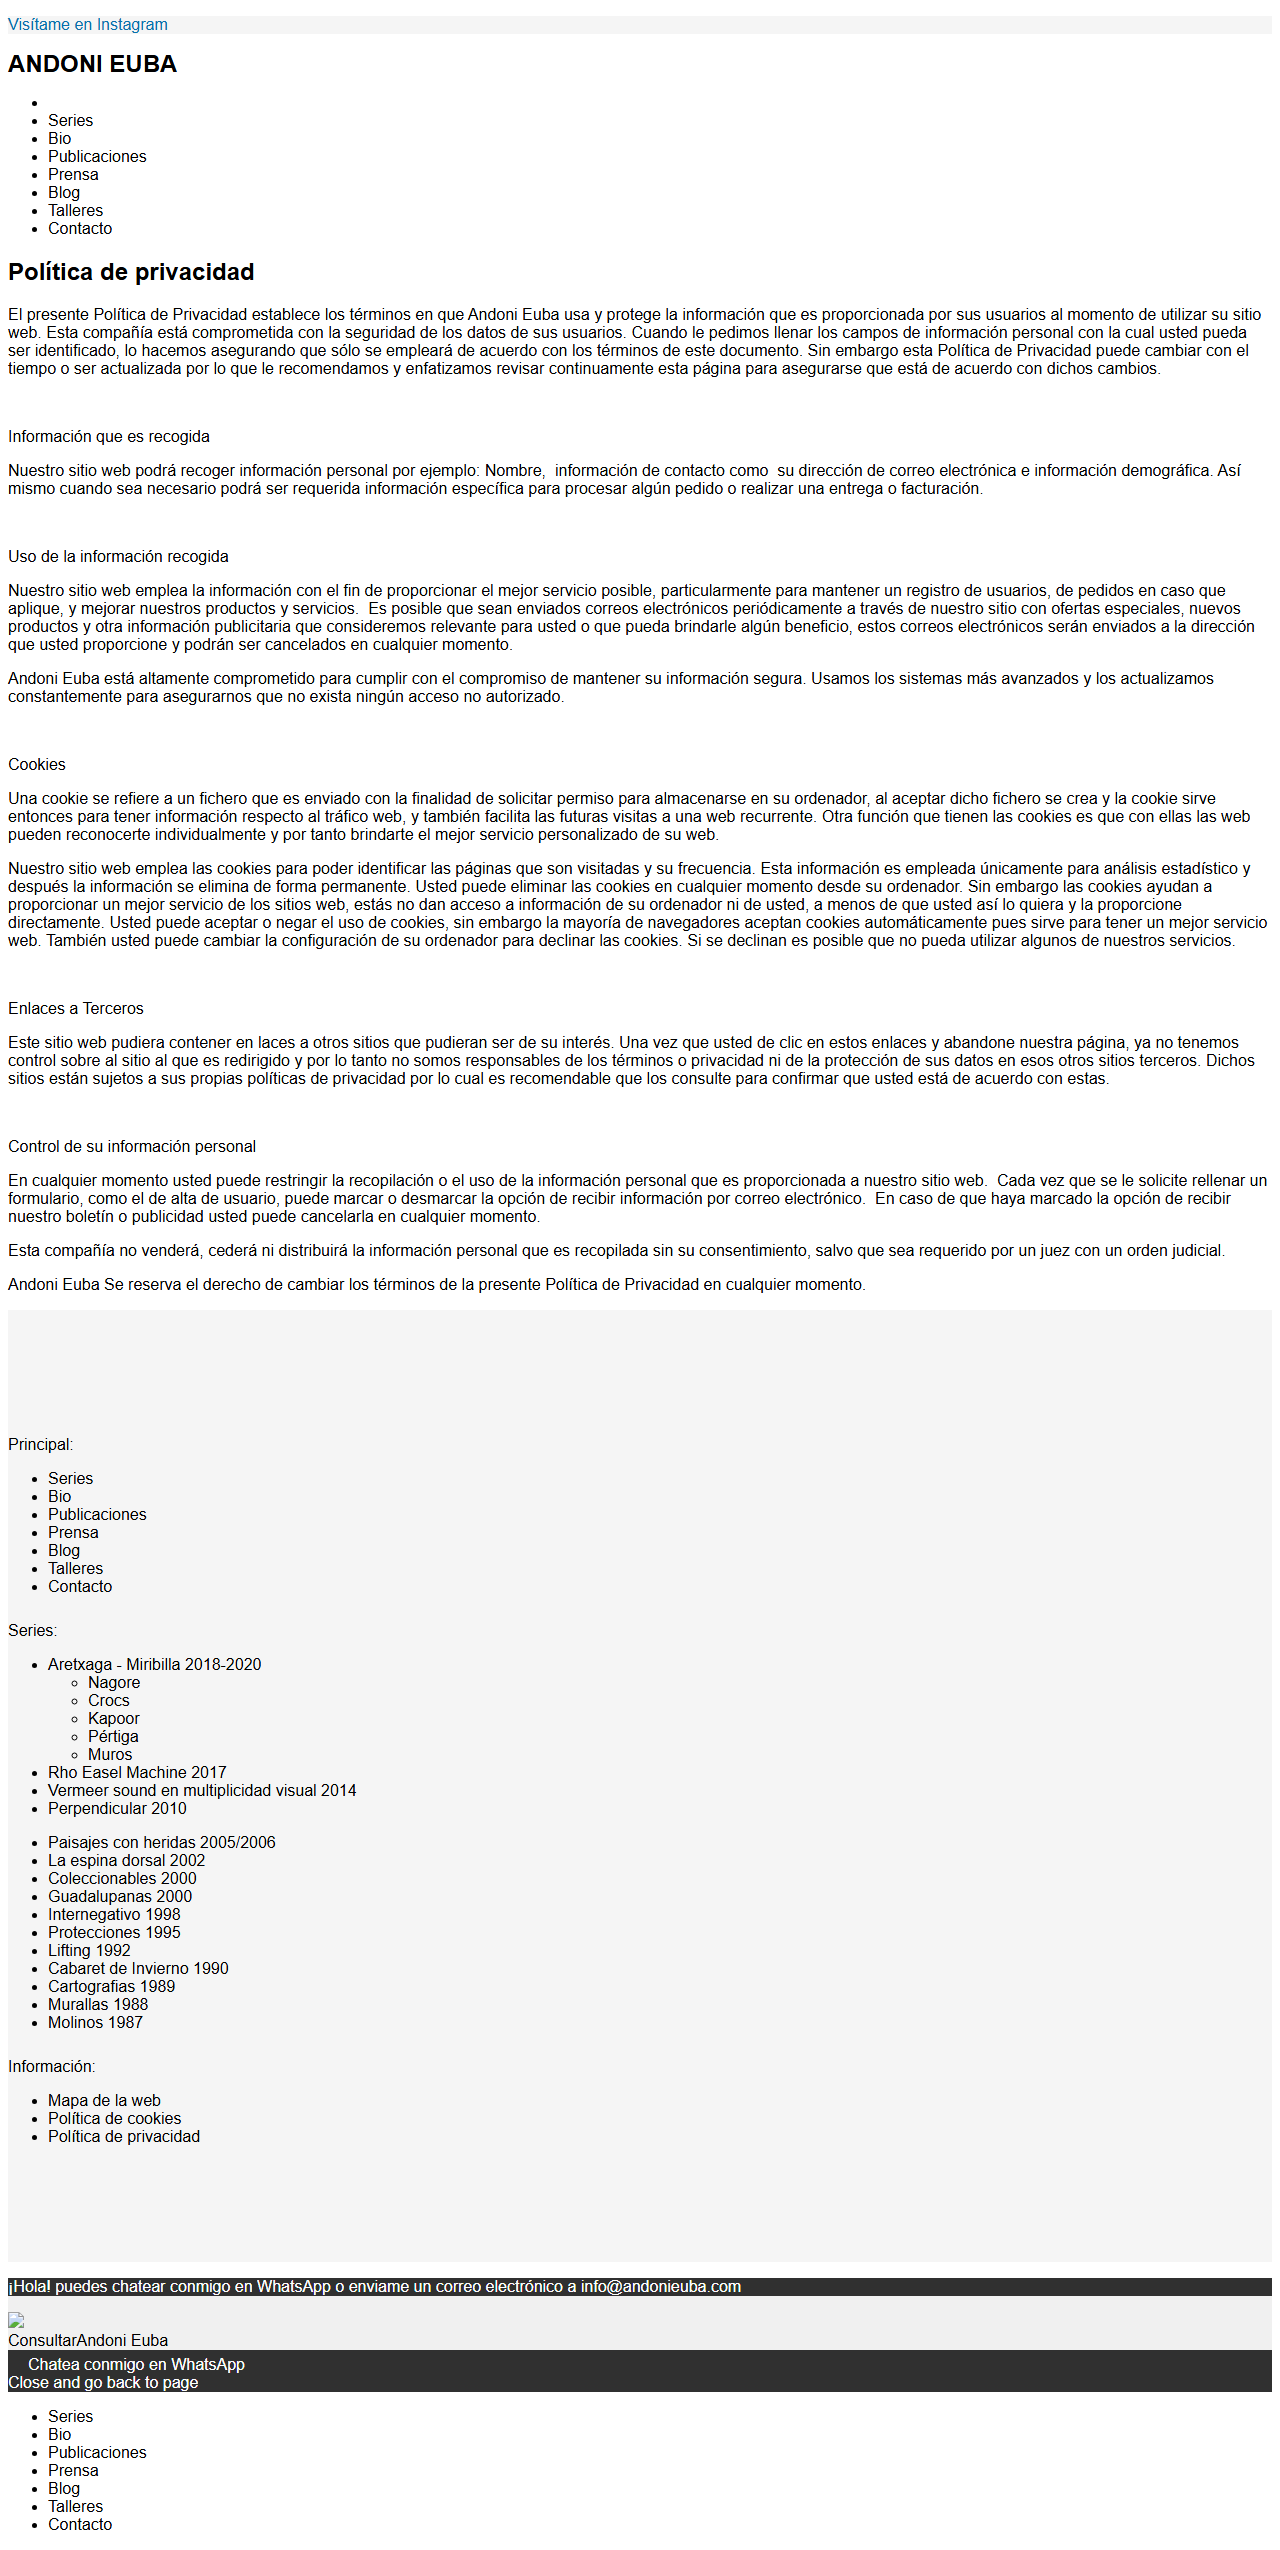 Visítame en Instagram
ANDONI EUBA
Series
Bio
Publicaciones
Prensa
Blog
Talleres
Contacto
Política de privacidad
El presente Política de Privacidad establece los términos en que Andoni Euba usa y protege la información que es proporcionada por sus usuarios al momento de utilizar su sitio
web. Esta compañía está comprometida con la seguridad de los datos de sus usuarios. Cuando le pedimos llenar los campos de información personal con la cual usted pueda
ser identificado, lo hacemos asegurando que sólo se empleará de acuerdo con los términos de este documento. Sin embargo esta Política de Privacidad puede cambiar con el
tiempo o ser actualizada por lo que le recomendamos y enfatizamos revisar continuamente esta página para asegurarse que está de acuerdo con dichos cambios.
Información que es recogida
Nuestro sitio web podrá recoger información personal por ejemplo: Nombre,  información de contacto como  su dirección de correo electrónica e información demográfica. Así
mismo cuando sea necesario podrá ser requerida información específica para procesar algún pedido o realizar una entrega o facturación.
Uso de la información recogida
Nuestro sitio web emplea la información con el fin de proporcionar el mejor servicio posible, particularmente para mantener un registro de usuarios, de pedidos en caso que
aplique, y mejorar nuestros productos y servicios.  Es posible que sean enviados correos electrónicos periódicamente a través de nuestro sitio con ofertas especiales, nuevos
productos y otra información publicitaria que consideremos relevante para usted o que pueda brindarle algún beneficio, estos correos electrónicos serán enviados a la dirección
que usted proporcione y podrán ser cancelados en cualquier momento.
Andoni Euba está altamente comprometido para cumplir con el compromiso de mantener su información segura. Usamos los sistemas más avanzados y los actualizamos
constantemente para asegurarnos que no exista ningún acceso no autorizado.
Cookies
Una cookie se refiere a un fichero que es enviado con la finalidad de solicitar permiso para almacenarse en su ordenador, al aceptar dicho fichero se crea y la cookie sirve
entonces para tener información respecto al tráfico web, y también facilita las futuras visitas a una web recurrente. Otra función que tienen las cookies es que con ellas las web
pueden reconocerte individualmente y por tanto brindarte el mejor servicio personalizado de su web.
Nuestro sitio web emplea las cookies para poder identificar las páginas que son visitadas y su frecuencia. Esta información es empleada únicamente para análisis estadístico y
después la información se elimina de forma permanente. Usted puede eliminar las cookies en cualquier momento desde su ordenador. Sin embargo las cookies ayudan a
proporcionar un mejor servicio de los sitios web, estás no dan acceso a información de su ordenador ni de usted, a menos de que usted así lo quiera y la proporcione
directamente. Usted puede aceptar o negar el uso de cookies, sin embargo la mayoría de navegadores aceptan cookies automáticamente pues sirve para tener un mejor servicio
web. También usted puede cambiar la configuración de su ordenador para declinar las cookies. Si se declinan es posible que no pueda utilizar algunos de nuestros servicios.
Enlaces a Terceros
Este sitio web pudiera contener en laces a otros sitios que pudieran ser de su interés. Una vez que usted de clic en estos enlaces y abandone nuestra página, ya no tenemos
control sobre al sitio al que es redirigido y por lo tanto no somos responsables de los términos o privacidad ni de la protección de sus datos en esos otros sitios terceros. Dichos
sitios están sujetos a sus propias políticas de privacidad por lo cual es recomendable que los consulte para confirmar que usted está de acuerdo con estas.
Control de su información personal
En cualquier momento usted puede restringir la recopilación o el uso de la información personal que es proporcionada a nuestro sitio web.  Cada vez que se le solicite rellenar un
formulario, como el de alta de usuario, puede marcar o desmarcar la opción de recibir información por correo electrónico.  En caso de que haya marcado la opción de recibir
nuestro boletín o publicidad usted puede cancelarla en cualquier momento.
Esta compañía no venderá, cederá ni distribuirá la información personal que es recopilada sin su consentimiento, salvo que sea requerido por un juez con un orden judicial.
Andoni Euba Se reserva el derecho de cambiar los términos de la presente Política de Privacidad en cualquier momento.
Principal:
Series
Bio
Publicaciones
Prensa
Blog
Talleres
Contacto
Series:
Aretxaga - Miribilla 2018-2020
Nagore
Crocs
Kapoor
Pértiga
Muros
Rho Easel Machine 2017
Vermeer sound en multiplicidad visual 2014
Perpendicular 2010
Paisajes con heridas 2005/2006
La espina dorsal 2002
Coleccionables 2000
Guadalupanas 2000
Internegativo 1998
Protecciones 1995
Lifting 1992
Cabaret de Invierno 1990
Cartografias 1989
Murallas 1988
Molinos 1987
Información:
Mapa de la web
Política de cookies
Política de privacidad
¡Hola! puedes chatear conmigo en WhatsApp o enviame un correo electrónico a info@andonieuba.com
ConsultarAndoni Euba
Chatea conmigo en WhatsApp
Close and go back to page
Series
Bio
Publicaciones
Prensa
Blog
Talleres
Contacto